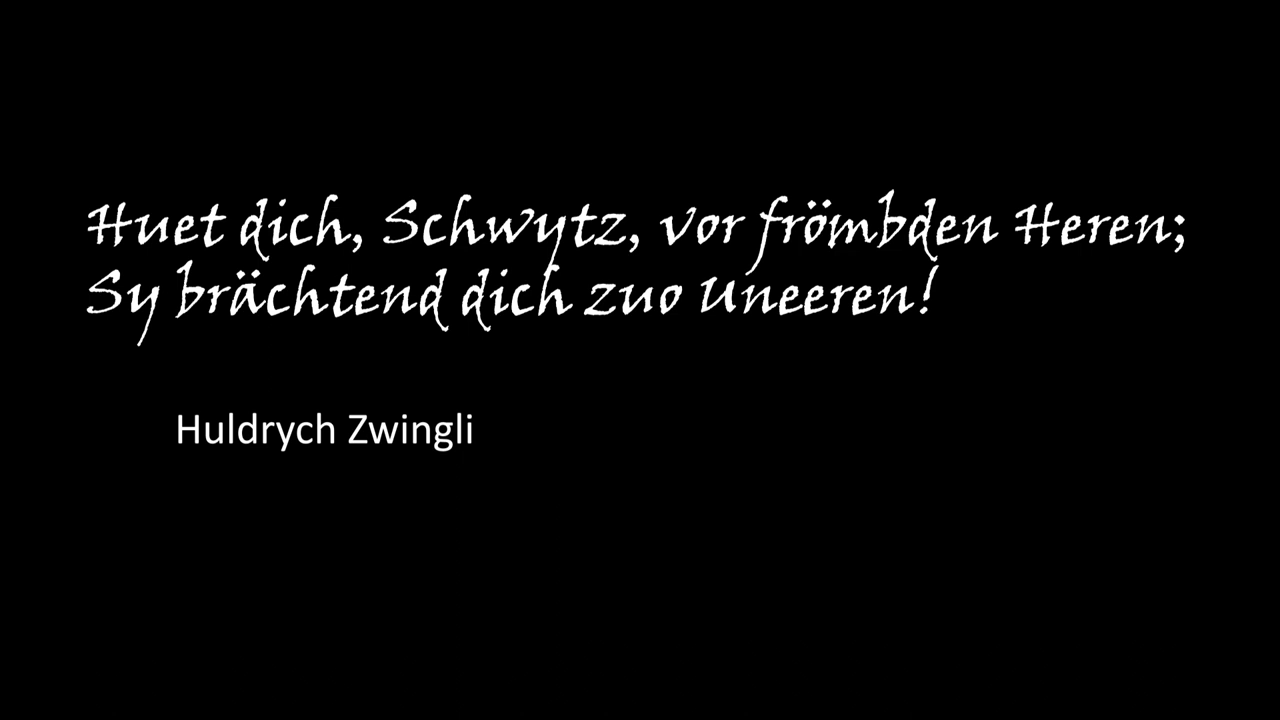 Huet dich, Schwytz, vor frömbden Heren;
Sy brächtend dich zuo Uneeren!
Huldrych Zwingli